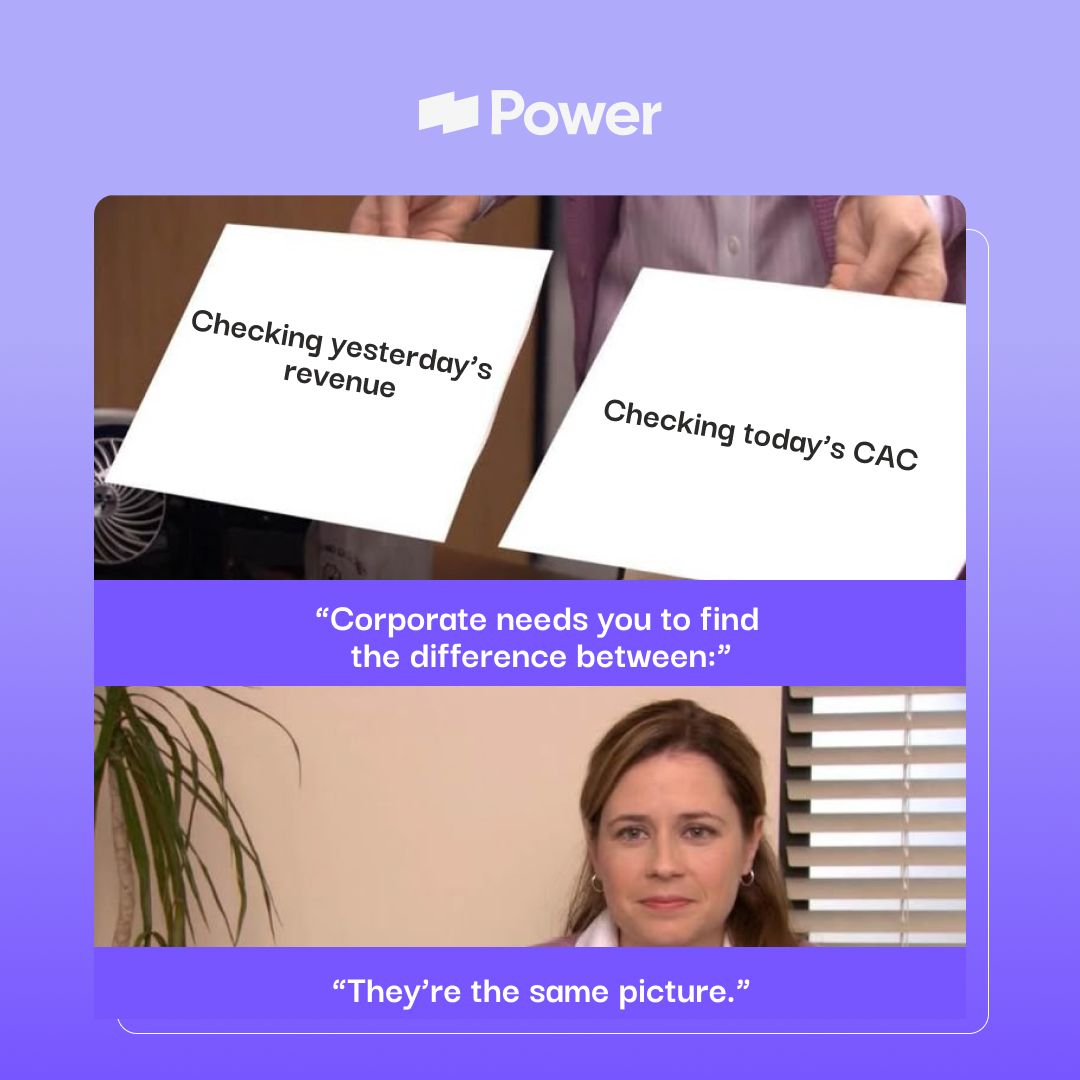 Power
Checking yesterday’s
revenue
Checking today’s CAC
“Corporate needs you to find
the difference between:”
“They’re the same picture.”